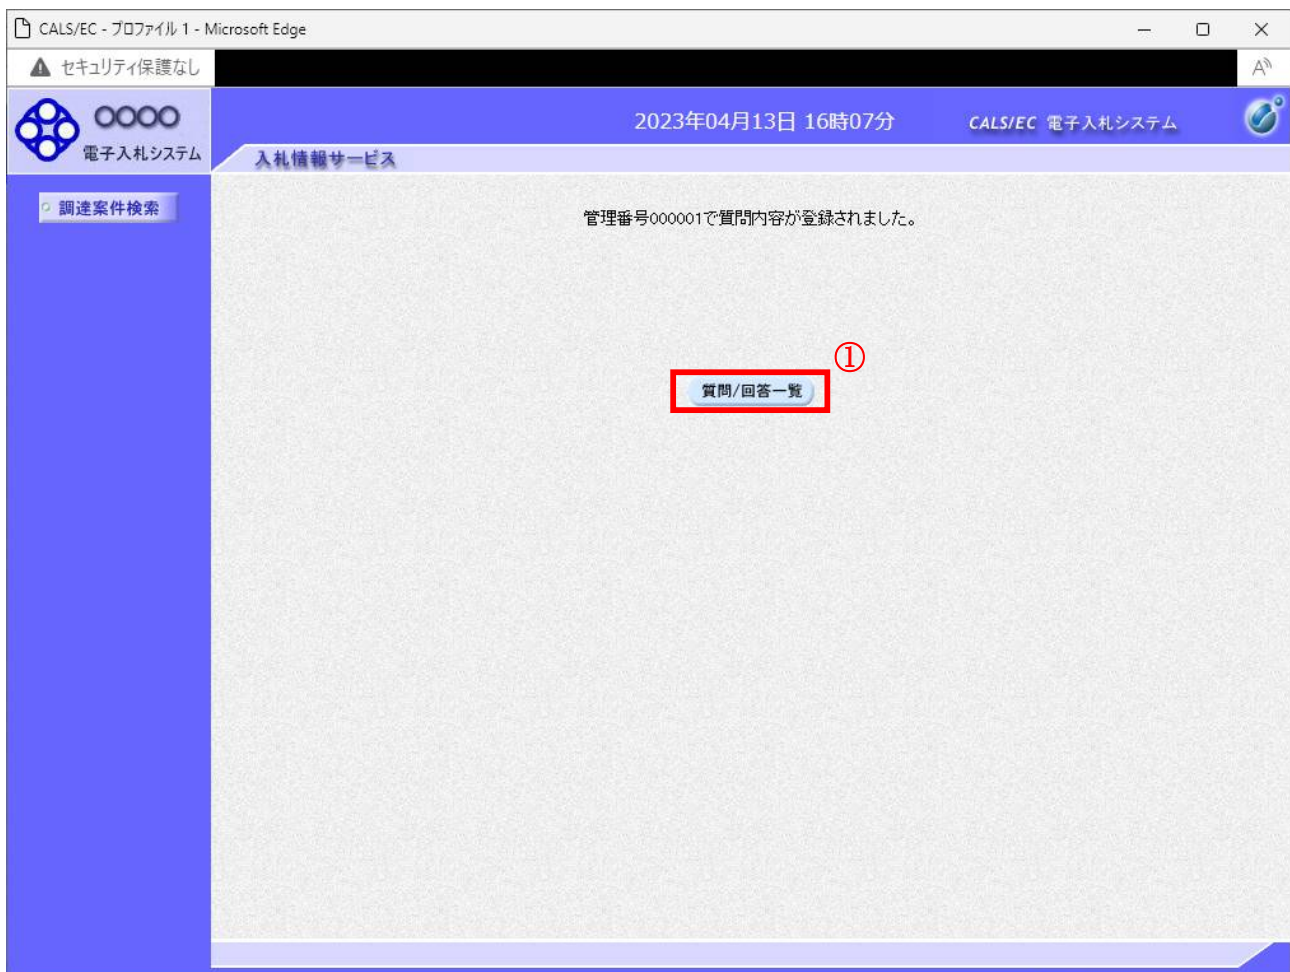 CALS/EC - プロファイル 1 - Microsoft Edge
セキュリティ保護なし
〇〇〇〇
電子入札システム
2023年04月13日 16時07分
CALS/EC 電子入札システム
入札情報サービス
調達案件検索
管理番号000001で質問内容が登録されました。
①
質問/回答一覧